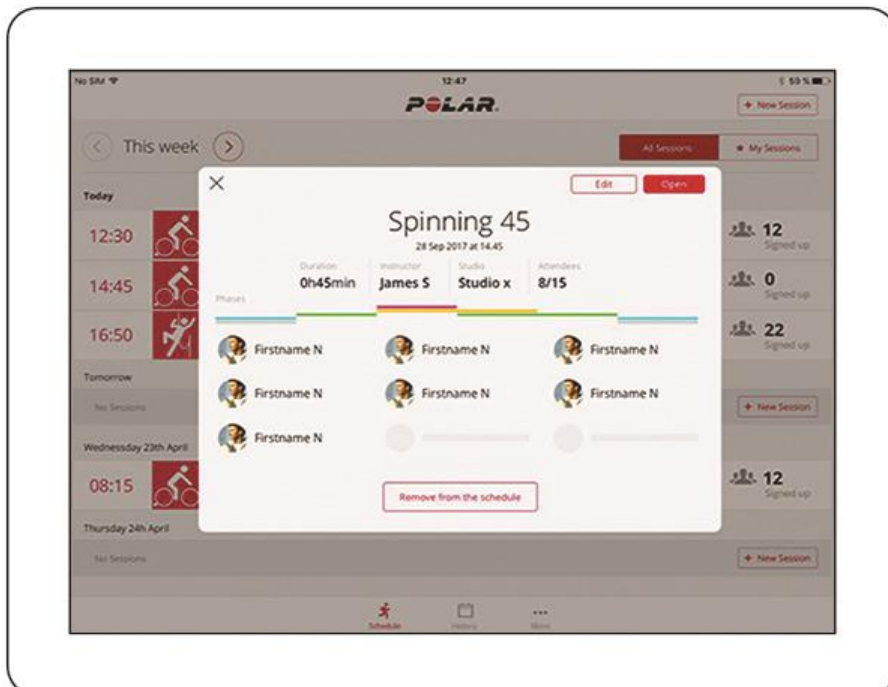 No SIM 12:47 59 %
POLAR.
+ New Session
This week All Sessions ★ My Sessions
Today
Edit Open
Spinning 45
28 Sep 2017 at 14.45
12:30 12
Signed up
Duration Instructor Studio Attendees
0h45min James S Studio x 8/15
14:45 0
Signed up
Phases
16:50 22
Signed up
Firstname N Firstname N Firstname N
Tomorrow
Firstname N Firstname N Firstname N
No Sessions + New Session
Firstname N
Wednesday 23th April
08:15 12
Signed up
Remove from the schedule
Thursday 24h April
No Sessions + New Session
Schedule History More